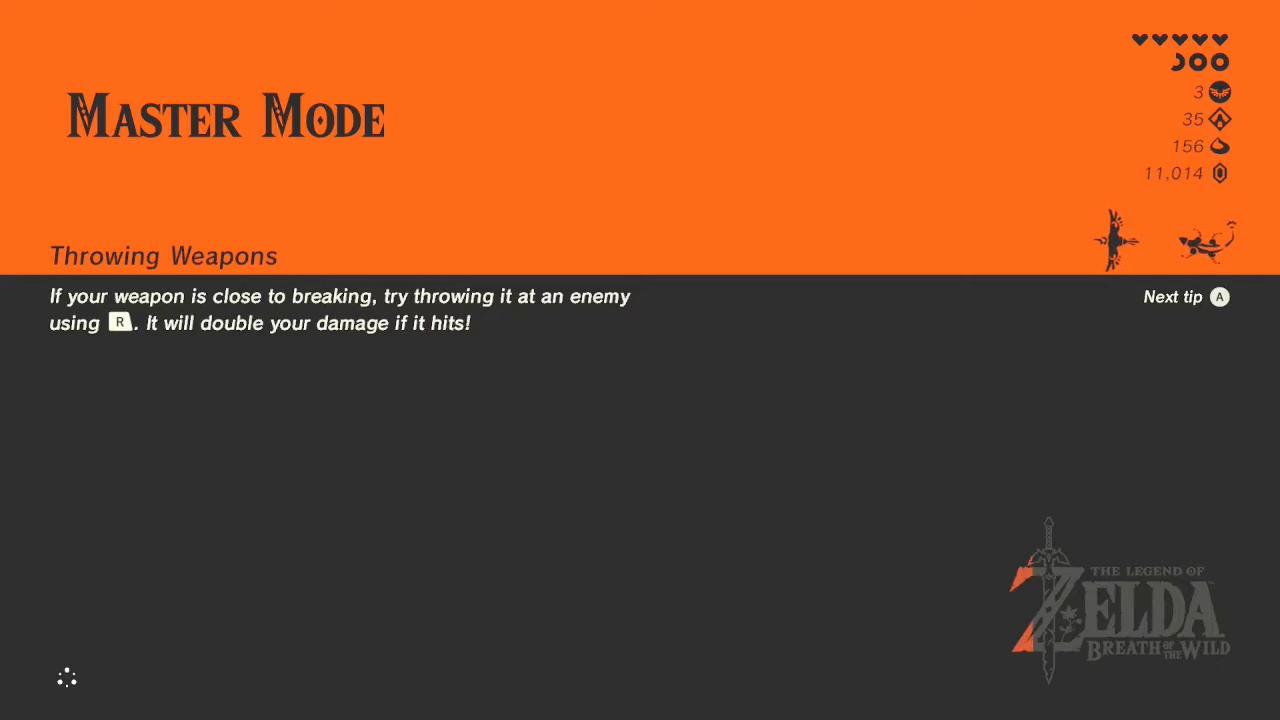 Master Mode
3
35
156
11,014
Throwing Weapons
If your weapon is close to breaking, try throwing it at an enemy
using R. It will double your damage if it hits!
Next tip A
THE LEGEND OF
ZELDA
BREATH OF THE WILD